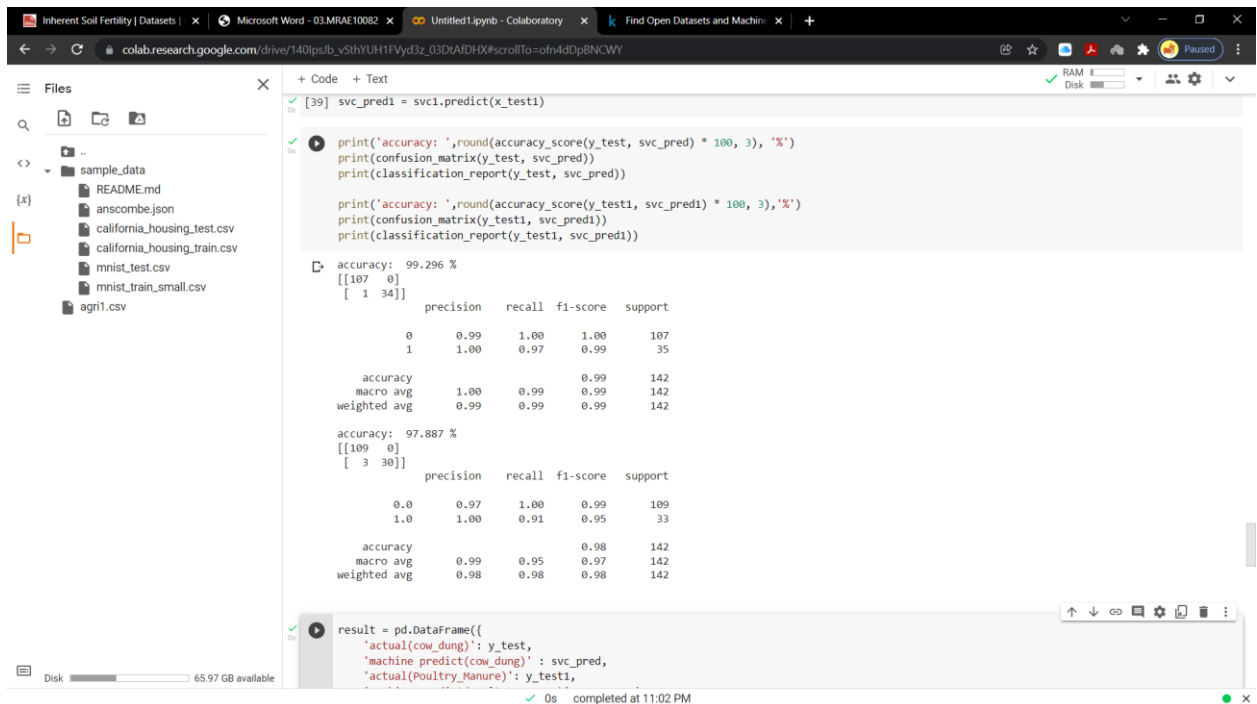 Inherent Soil Fertility | Datasets |
Microsoft Word - 03.MRAE10082
Untitled1.ipynb - Colaboratory
Find Open Datasets and Machine
colab.research.google.com/drive/140IpsJb_vSthYUH1FVyd3z_03DtAfDHX#scrollTo=ofn4dDpBNCWY
Paused
Files
+ Code + Text
RAM
Disk
[39] svc_pred1 = svc1.predict(x_test1)
0s
..
sample_data
README.md
anscombe.json
california_housing_test.csv
california_housing_train.csv
mnist_test.csv
mnist_train_small.csv
agri1.csv
{x}
0s
print('accuracy: ',round(accuracy_score(y_test, svc_pred) * 100, 3), '%')
print(confusion_matrix(y_test, svc_pred))
print(classification_report(y_test, svc_pred))
print('accuracy: ',round(accuracy_score(y_test1, svc_pred1) * 100, 3),'%')
print(confusion_matrix(y_test1, svc_pred1))
print(classification_report(y_test1, svc_pred1))
accuracy: 99.296 %
[[107 0]
[ 1 34]]
precision recall f1-score support
0 0.99 1.00 1.00 107
1 1.00 0.97 0.99 35
accuracy 0.99 142
macro avg 1.00 0.99 0.99 142
weighted avg 0.99 0.99 0.99 142
accuracy: 97.887 %
[[109 0]
[ 3 30]]
precision recall f1-score support
0.0 0.97 1.00 0.99 109
1.0 1.00 0.91 0.95 33
accuracy 0.98 142
macro avg 0.99 0.95 0.97 142
weighted avg 0.98 0.98 0.98 142
0s
result = pd.DataFrame({
'actual(cow_dung)': y_test,
'machine predict(cow_dung)' : svc_pred,
'actual(Poultry_Manure)': y_test1,
Disk 65.97 GB available
0s completed at 11:02 PM